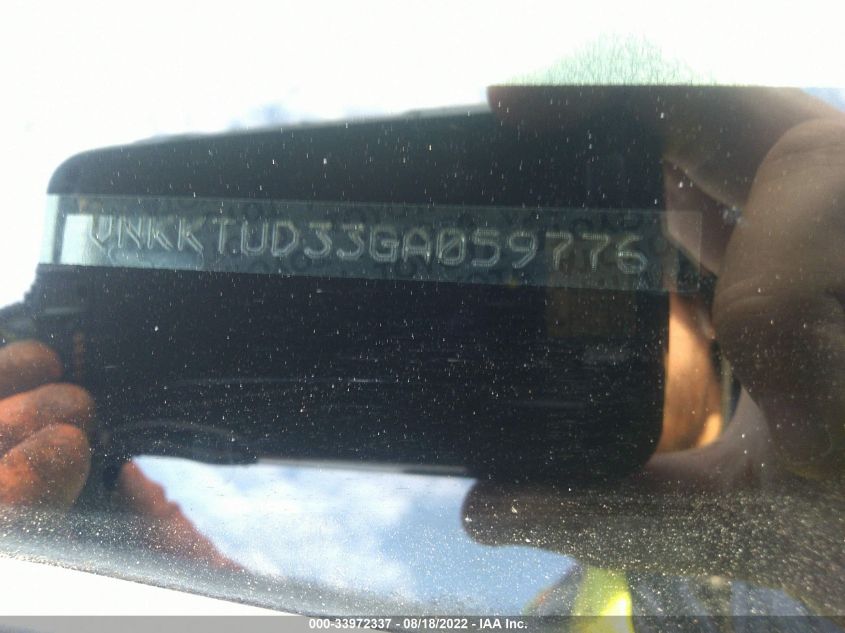 VNKKTUD33GA059776
000-33972337 - 08/18/2022 - IAA Inc.